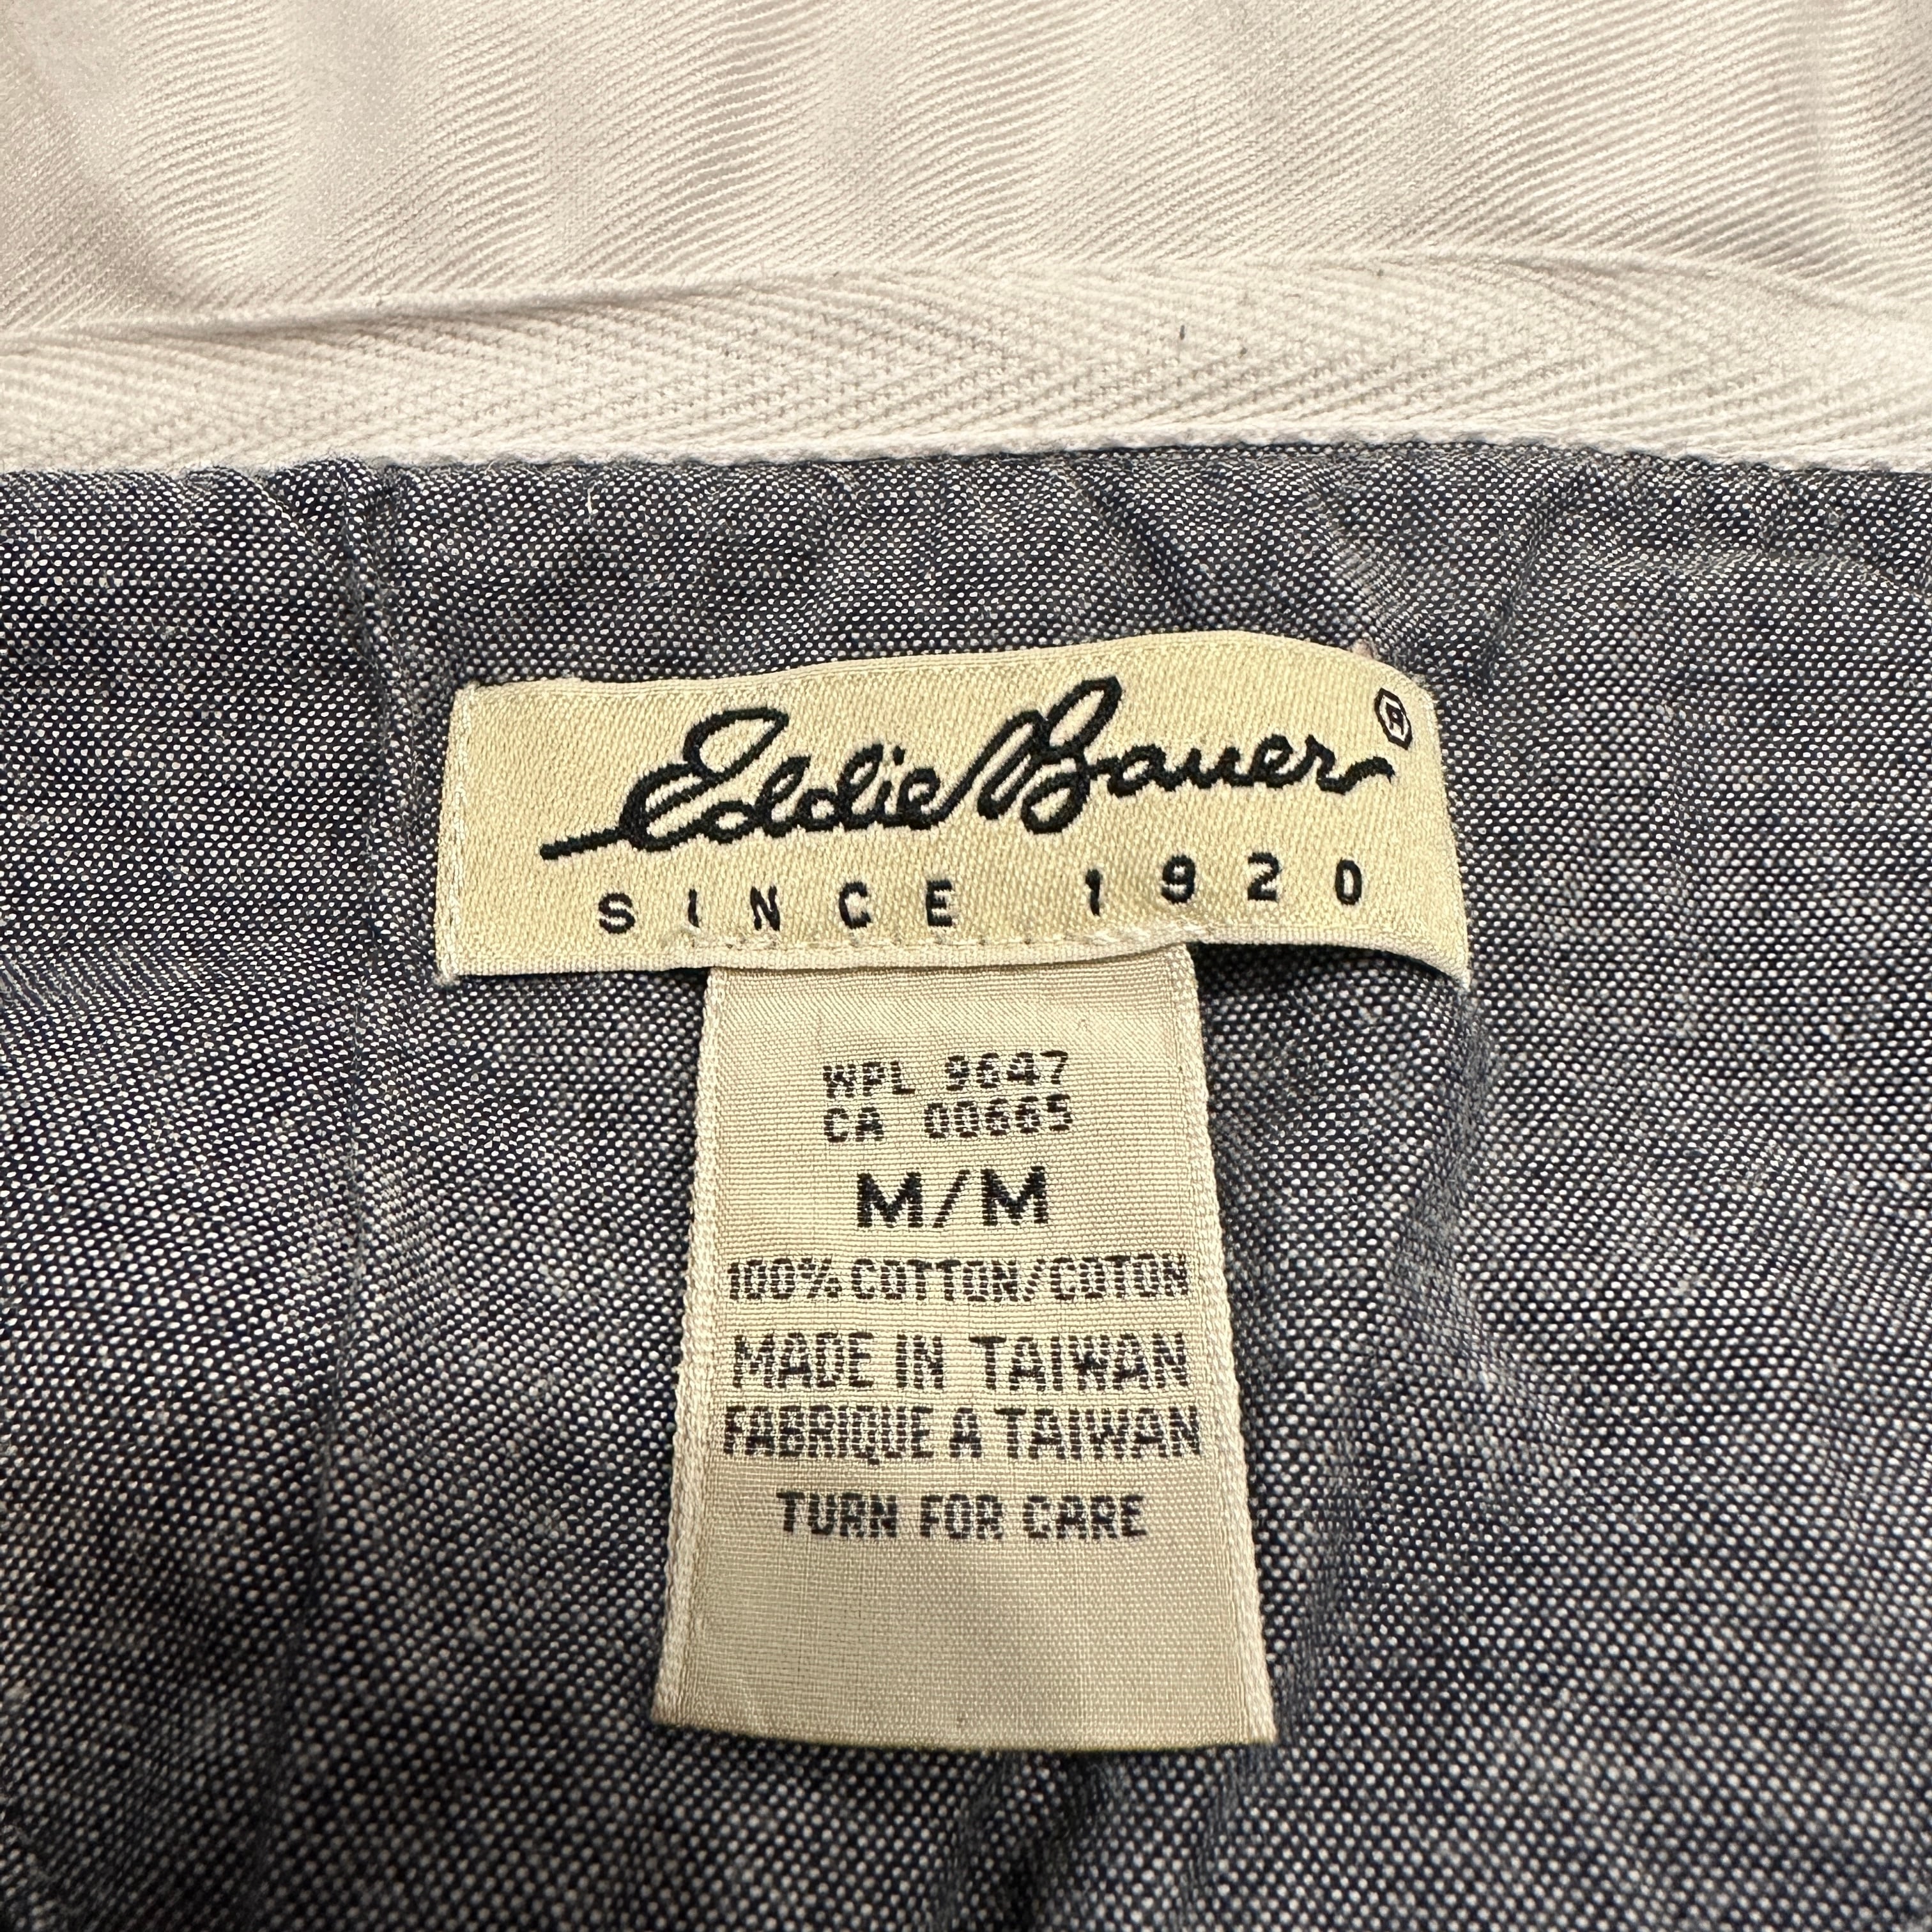 Eddie Bauer®
SINCE 1920
WPL 9647
CA 00665
M/M
100% COTTON/COTON
MADE IN TAIWAN
FABRIQUE A TAIWAN
TURN FOR CARE